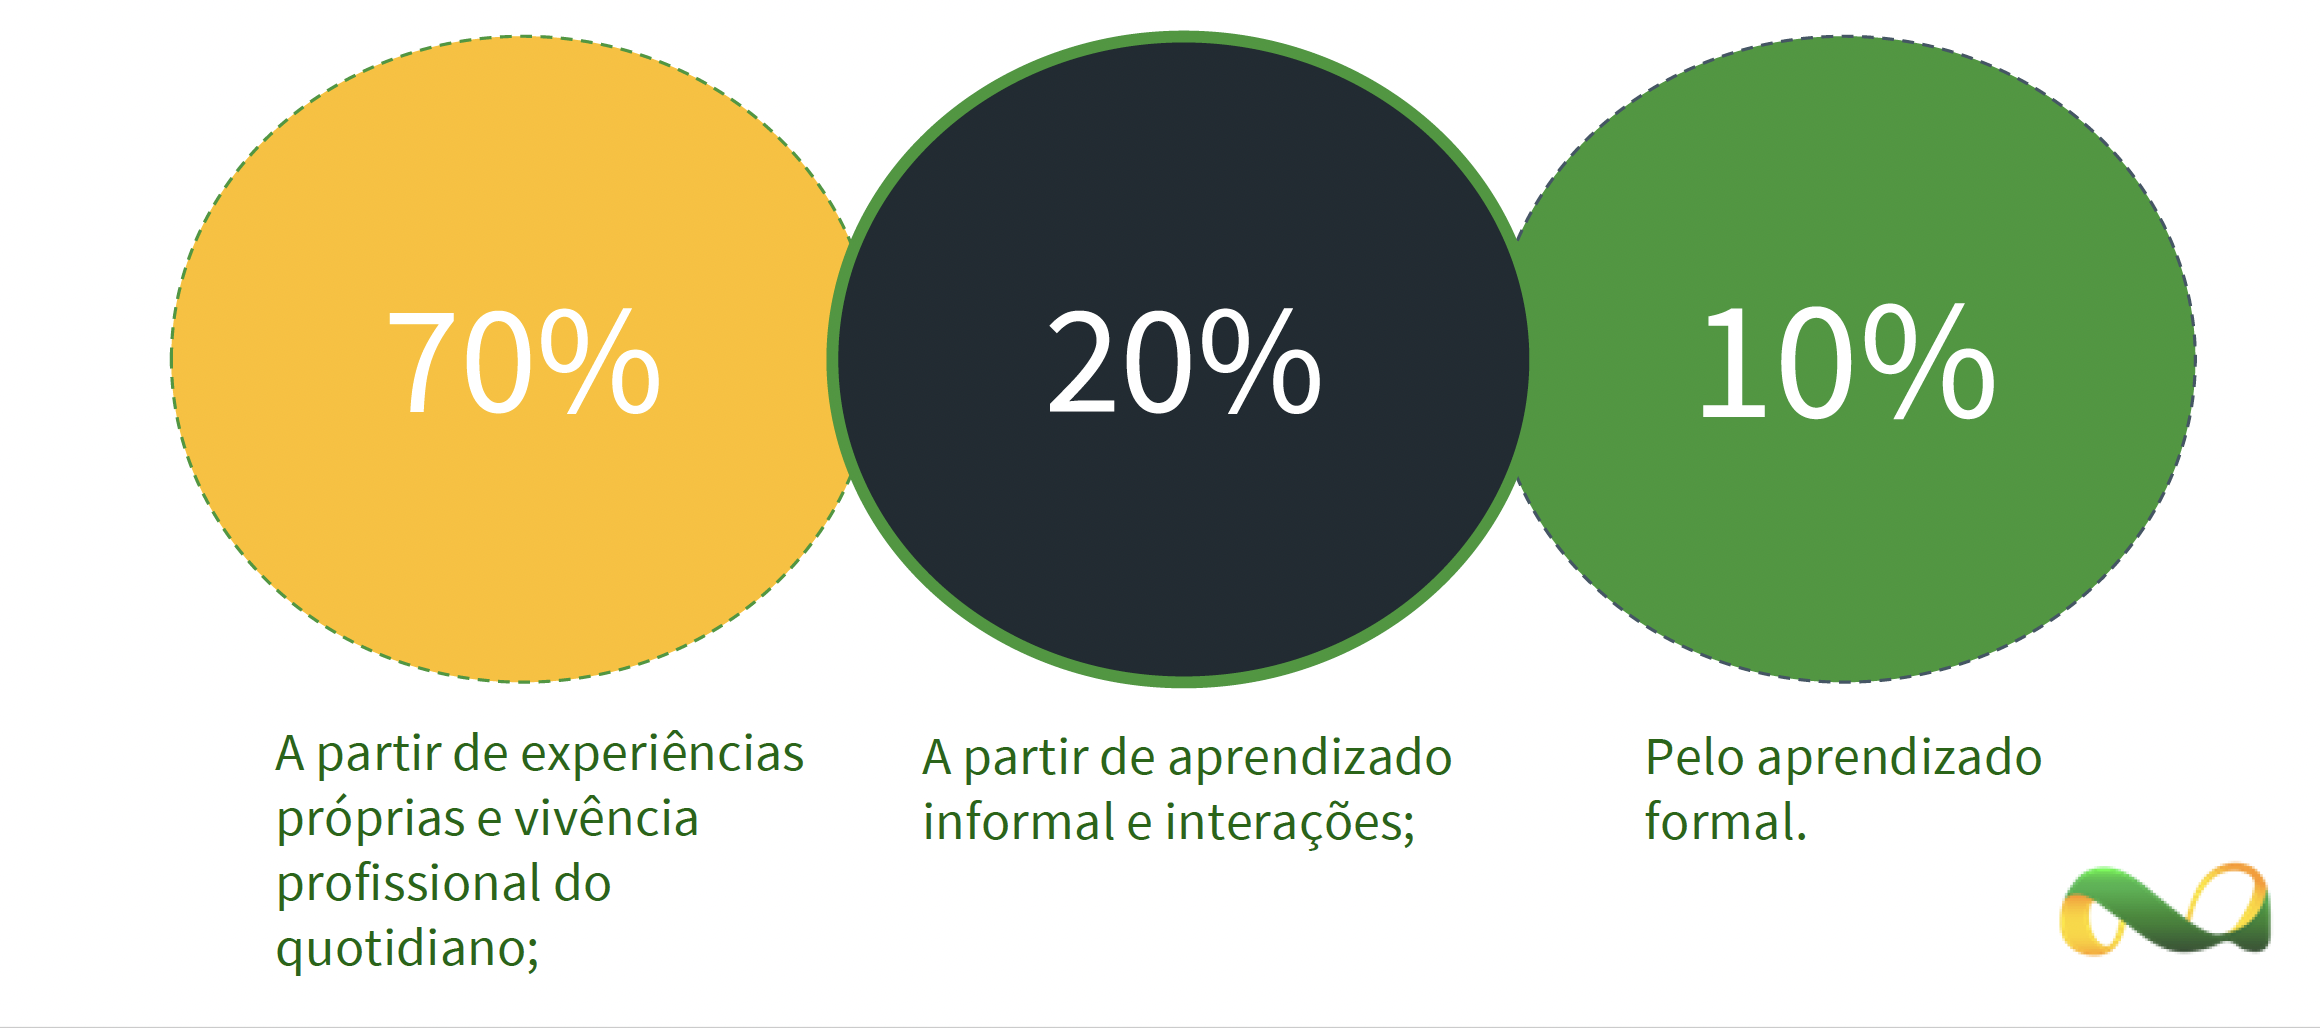 70%
20%
10%
A partir de experiências
próprias e vivência
profissional do
quotidiano;
A partir de aprendizado
informal e interações;
Pelo aprendizado
formal.